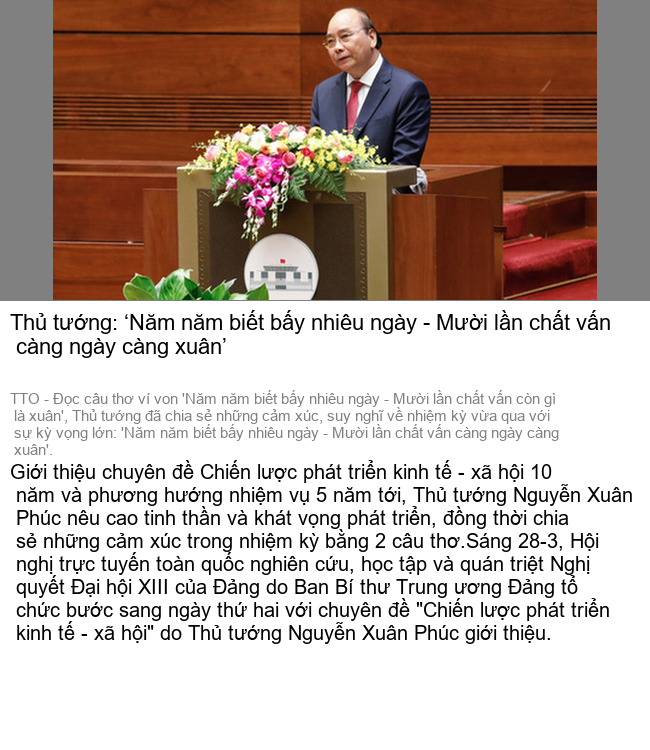 Thủ tướng: ‘Năm năm biết bấy nhiêu ngày - Mười lần chất vấn
càng ngày càng xuân’
TTO - Đọc câu thơ ví von 'Năm năm biết bấy nhiêu ngày - Mười lần chất vấn còn gì
là xuân', Thủ tướng đã chia sẻ những cảm xúc, suy nghĩ về nhiệm kỳ vừa qua với
sự kỳ vọng lớn: 'Năm năm biết bấy nhiêu ngày - Mười lần chất vấn càng ngày càng
xuân'.
Giới thiệu chuyên đề Chiến lược phát triển kinh tế - xã hội 10
năm và phương hướng nhiệm vụ 5 năm tới, Thủ tướng Nguyễn Xuân
Phúc nêu cao tinh thần và khát vọng phát triển, đồng thời chia
sẻ những cảm xúc trong nhiệm kỳ bằng 2 câu thơ.Sáng 28-3, Hội
nghị trực tuyến toàn quốc nghiên cứu, học tập và quán triệt Nghị
quyết Đại hội XIII của Đảng do Ban Bí thư Trung ương Đảng tổ
chức bước sang ngày thứ hai với chuyên đề "Chiến lược phát triển
kinh tế - xã hội" do Thủ tướng Nguyễn Xuân Phúc giới thiệu.